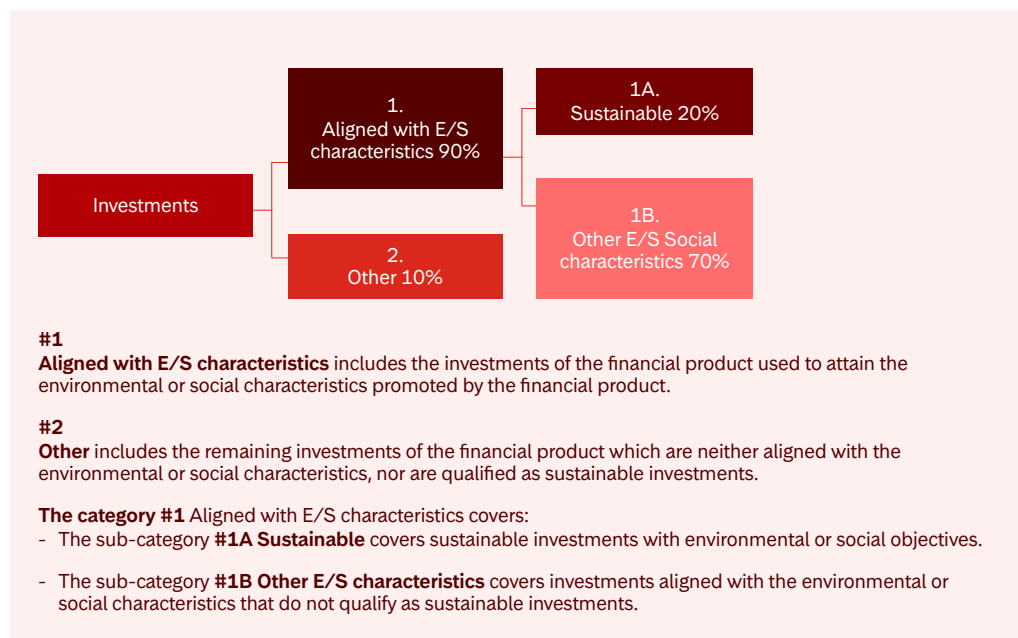 1.
Aligned with E/S
characteristics 90%
1A.
Sustainable 20%
Investments
1B.
Other E/S Social
characteristics 70%
2.
Other 10%
#1
Aligned with E/S characteristics includes the investments of the financial product used to attain the
environmental or social characteristics promoted by the financial product.
#2
Other includes the remaining investments of the financial product which are neither aligned with the
environmental or social characteristics, nor are qualified as sustainable investments.
The category #1 Aligned with E/S characteristics covers:
- The sub-category #1A Sustainable covers sustainable investments with environmental or social objectives.
- The sub-category #1B Other E/S characteristics covers investments aligned with the environmental or
social characteristics that do not qualify as sustainable investments.